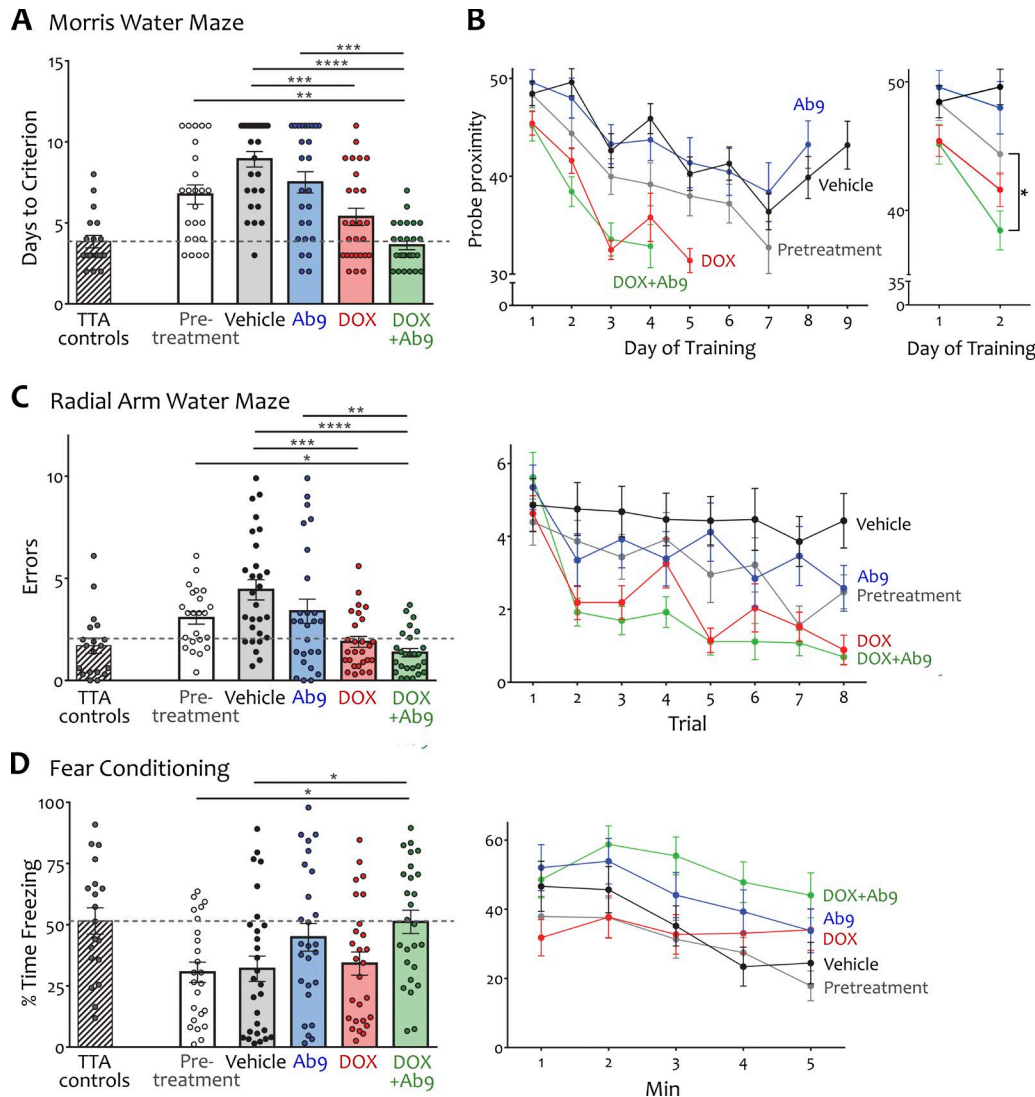 A Morris Water Maze
***
****
***
**
Days to Criterion
15
10
5
0
TTA controls
Pre-treatment
Vehicle
Ab9
DOX
DOX +Ab9
B
Probe proximity
50
40
30
0
Ab9
Vehicle
Pretreatment
DOX
DOX+Ab9
1 2 3 4 5 6 7 8 9
Day of Training
50
40
35
0
*
1 2
Day of Training
C Radial Arm Water Maze
**
****
***
*
Errors
10
5
0
TTA controls
Pre-treatment
Vehicle
Ab9
DOX
DOX +Ab9
6
4
2
0
Vehicle
Ab9
Pretreatment
DOX
DOX+Ab9
1 2 3 4 5 6 7 8
Trial
D Fear Conditioning
*
*
% Time Freezing
100
75
50
25
0
TTA controls
Pre-treatment
Vehicle
Ab9
DOX
DOX +Ab9
60
40
20
0
DOX+Ab9
Ab9
DOX
Vehicle
Pretreatment
1 2 3 4 5
Min